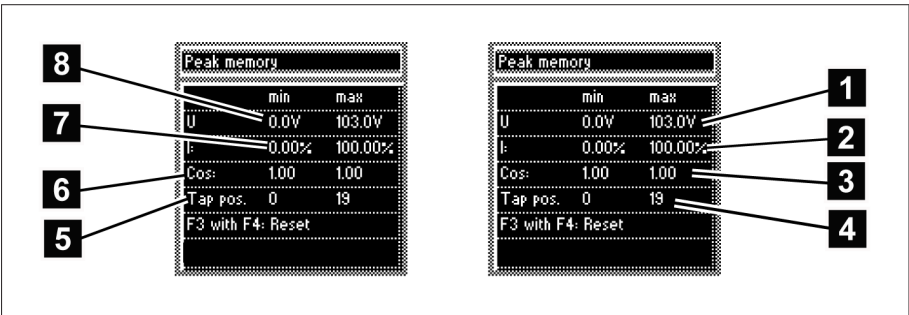 8
7
6
5
Peak memory
min max
U 0.0V 103.0V
I: 0.00% 100.00%
Cos: 1.00 1.00
Tap pos. 0 19
F3 with F4: Reset
Peak memory
min max
U 0.0V 103.0V
I: 0.00% 100.00%
Cos: 1.00 1.00
Tap pos. 0 19
F3 with F4: Reset
1
2
3
4